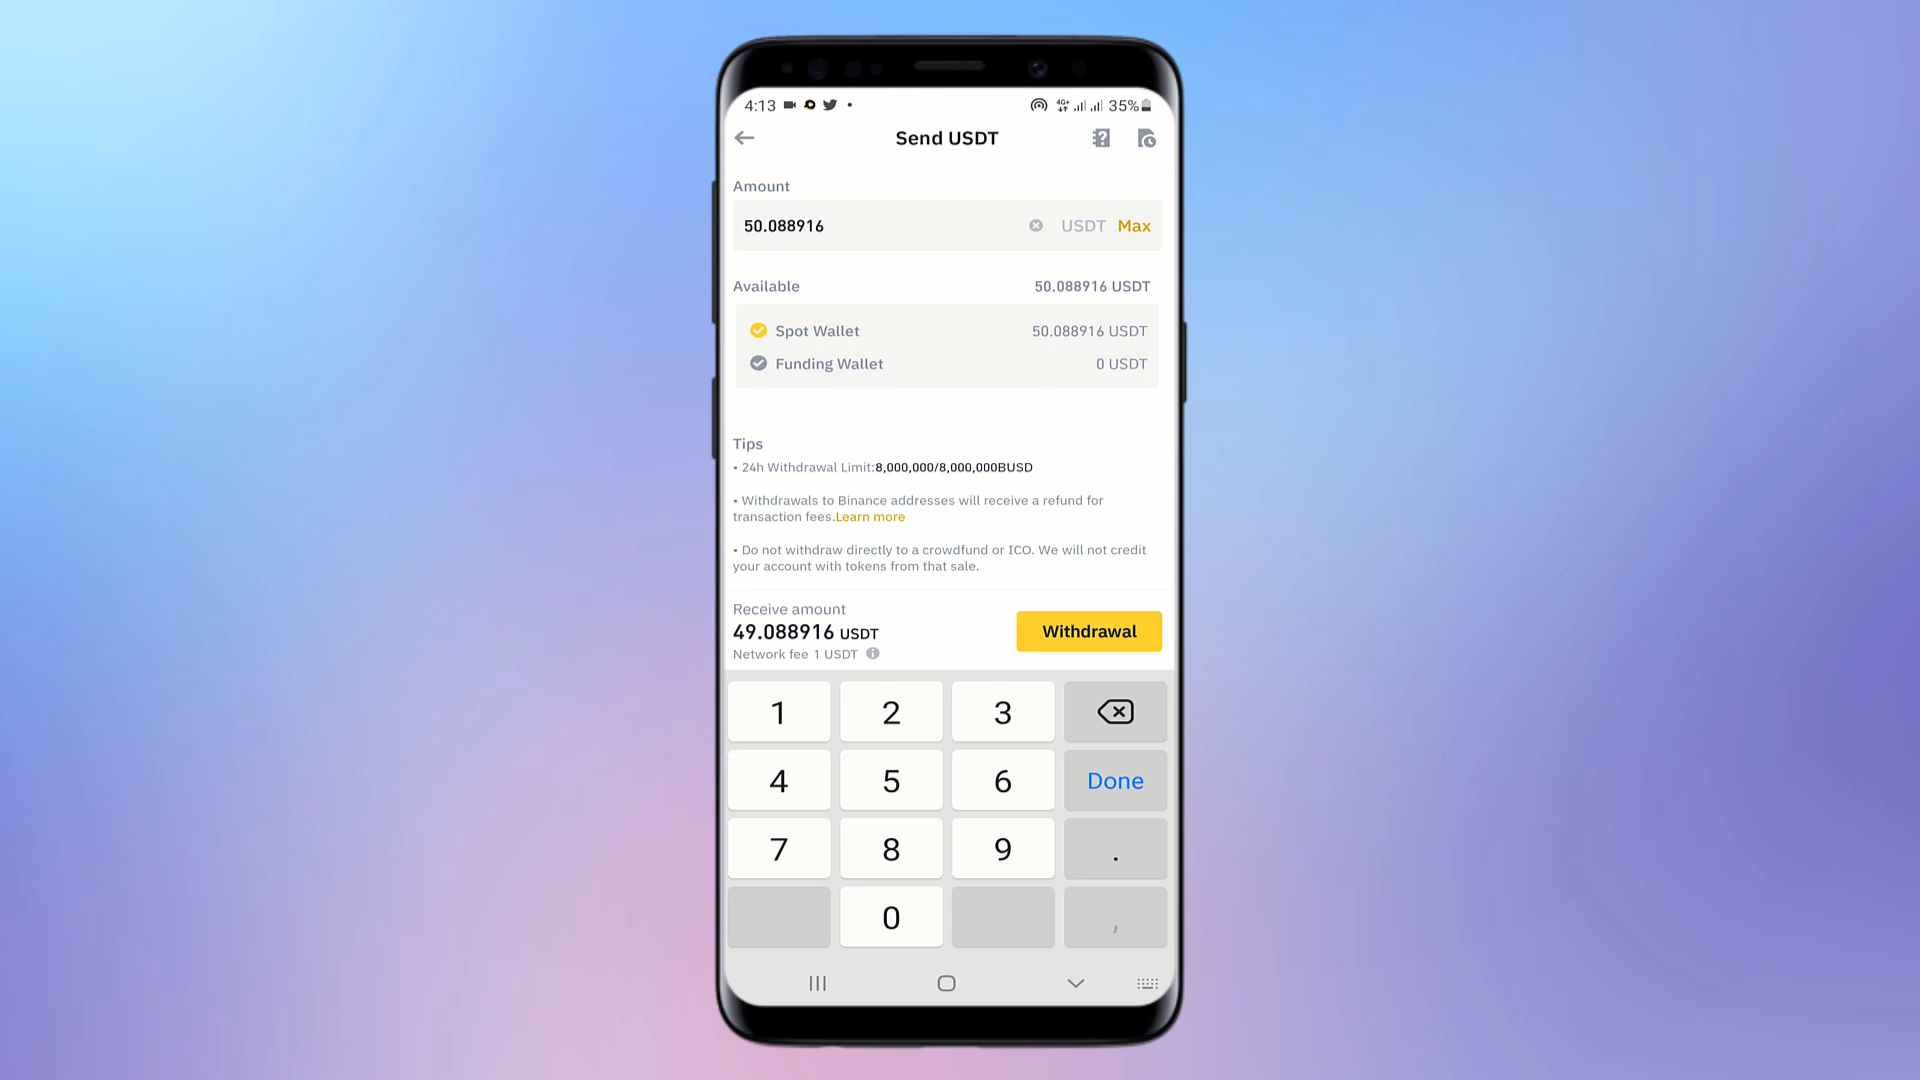 4:13 4G+ 35%
Send USDT
Amount
50.088916 USDT Max
Available 50.088916 USDT
Spot Wallet 50.088916 USDT
Funding Wallet 0 USDT
Tips
• 24h Withdrawal Limit:8,000,000/8,000,000BUSD
• Withdrawals to Binance addresses will receive a refund for
transaction fees.Learn more
• Do not withdraw directly to a crowdfund or ICO. We will not credit
your account with tokens from that sale.
Receive amount
49.088916 USDT
Network fee 1 USDT
Withdrawal
1 2 3
4 5 6 Done
7 8 9 .
0 ,